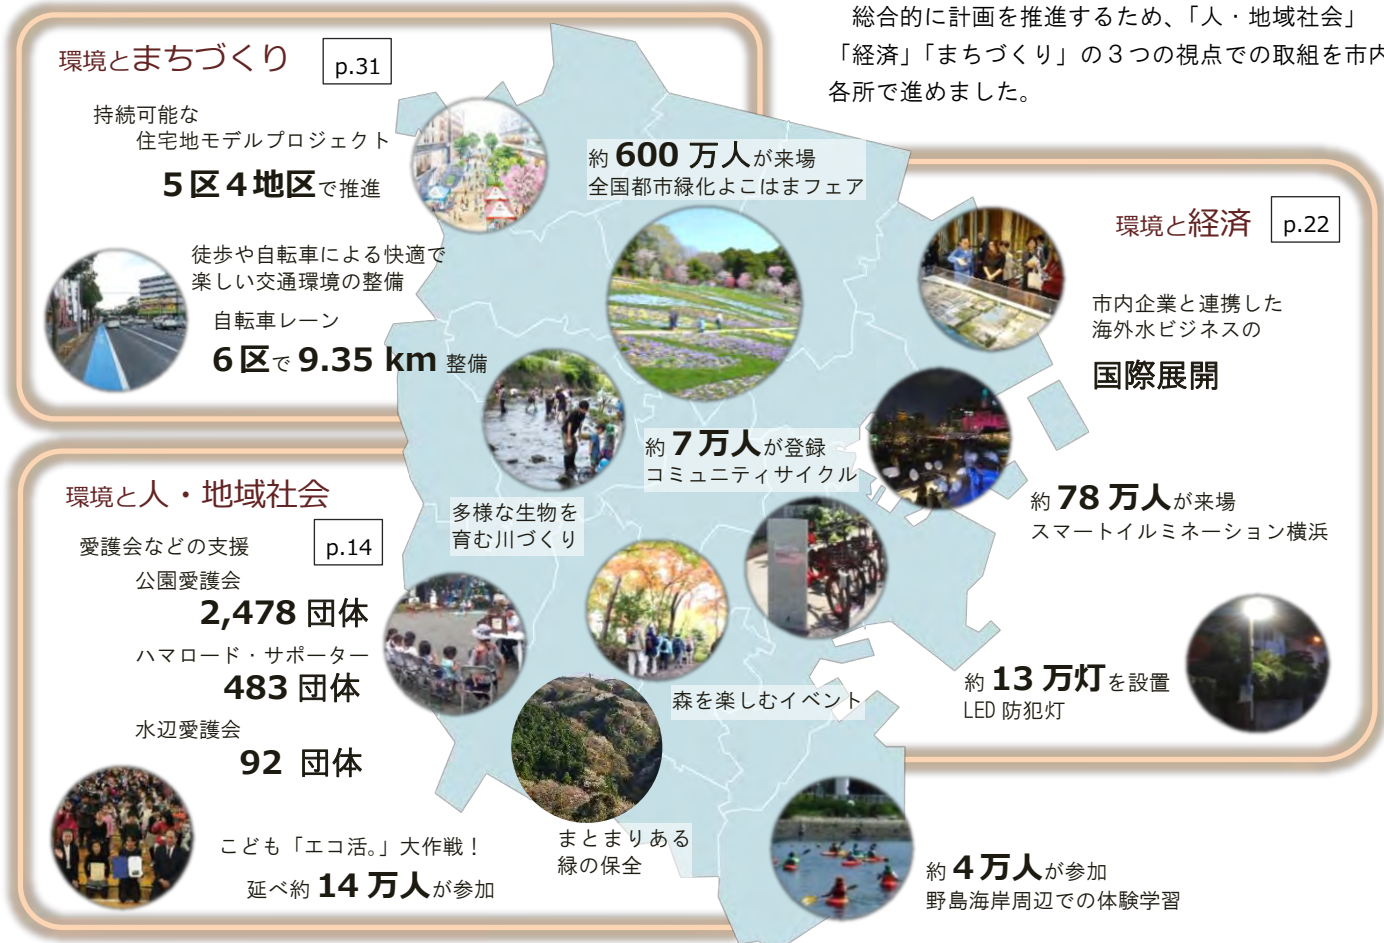 総合的に計画を推進するため、「人・地域社会」
「経済」「まちづくり」の３つの視点での取組を市内
各所で進めました。
環境とまちづくり
p.31
持続可能な
住宅地モデルプロジェクト
５区４地区で推進
徒歩や自転車による快適で
楽しい交通環境の整備
自転車レーン
６区で 9.35 km 整備
約 600 万人が来場
全国都市緑化よこはまフェア
環境と経済
p.22
市内企業と連携した
海外水ビジネスの
国際展開
約７万人が登録
コミュニティサイクル
約 78 万人が来場
スマートイルミネーション横浜
多様な生物を
育む川づくり
環境と人・地域社会
p.14
愛護会などの支援
公園愛護会
2,478 団体
ハマロード・サポーター
483 団体
水辺愛護会
92 団体
こども「エコ活。」大作戦！
延べ約 14 万人が参加
森を楽しむイベント
約 13 万灯を設置
LED 防犯灯
まとまりある
緑の保全
約４万人が参加
野島海岸周辺での体験学習